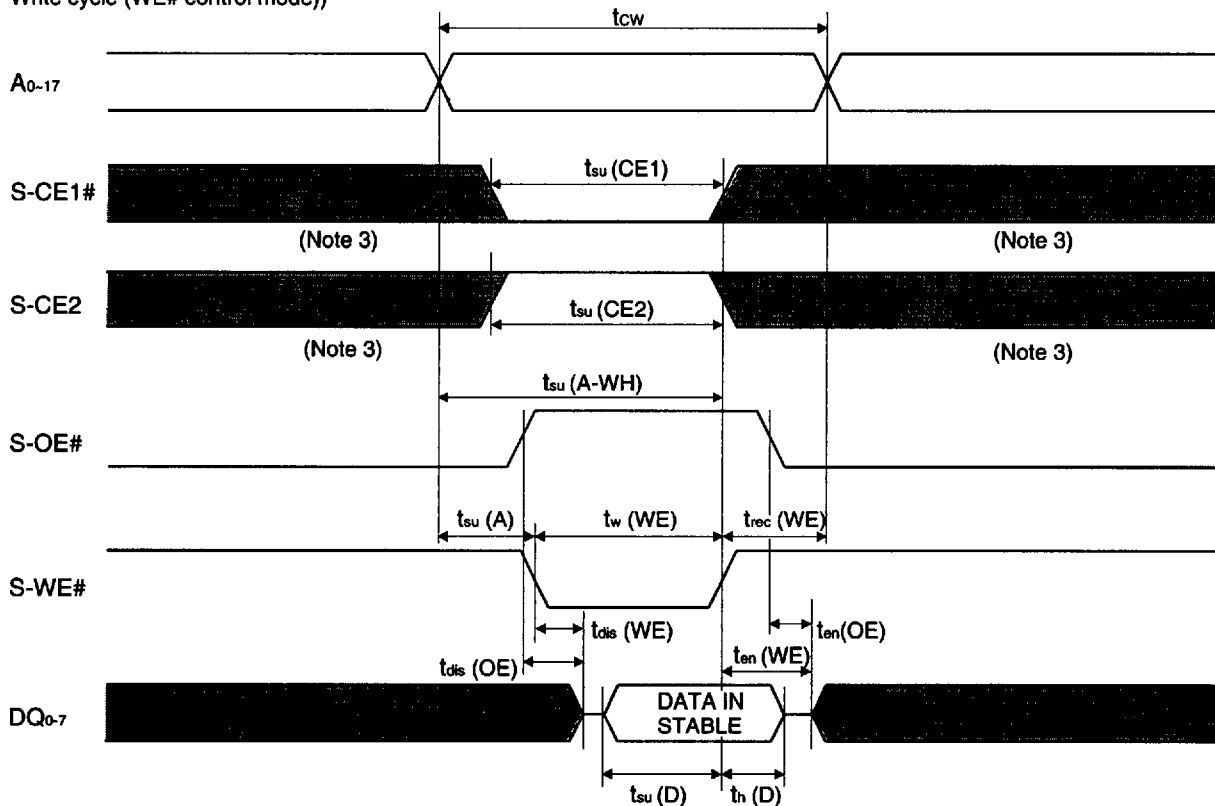 Write cycle (WE# control mode))
tCW
A0~17
tsu (CE1)
S-CE1#
(Note 3) (Note 3)
S-CE2
tsu (CE2)
(Note 3) (Note 3)
tsu (A-WH)
S-OE#
tsu (A) tw (WE) trec (WE)
S-WE#
tdis (WE) ten(OE)
tdis (OE) ten (WE)
DQ0-7
DATA IN
STABLE
tsu (D) th (D)